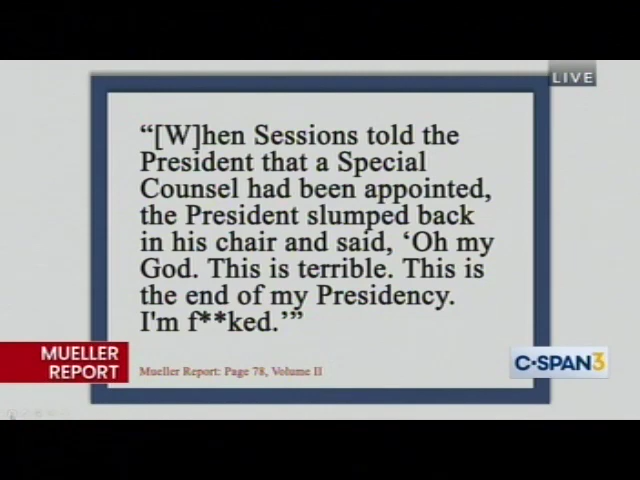 LIVE
“[W]hen Sessions told the
President that a Special
Counsel had been appointed,
the President slumped back
in his chair and said, ‘Oh my
God. This is terrible. This is
the end of my Presidency.
I'm f**ked.’”
MUELLER
REPORT
Mueller Report: Page 78, Volume II
C-SPAN3